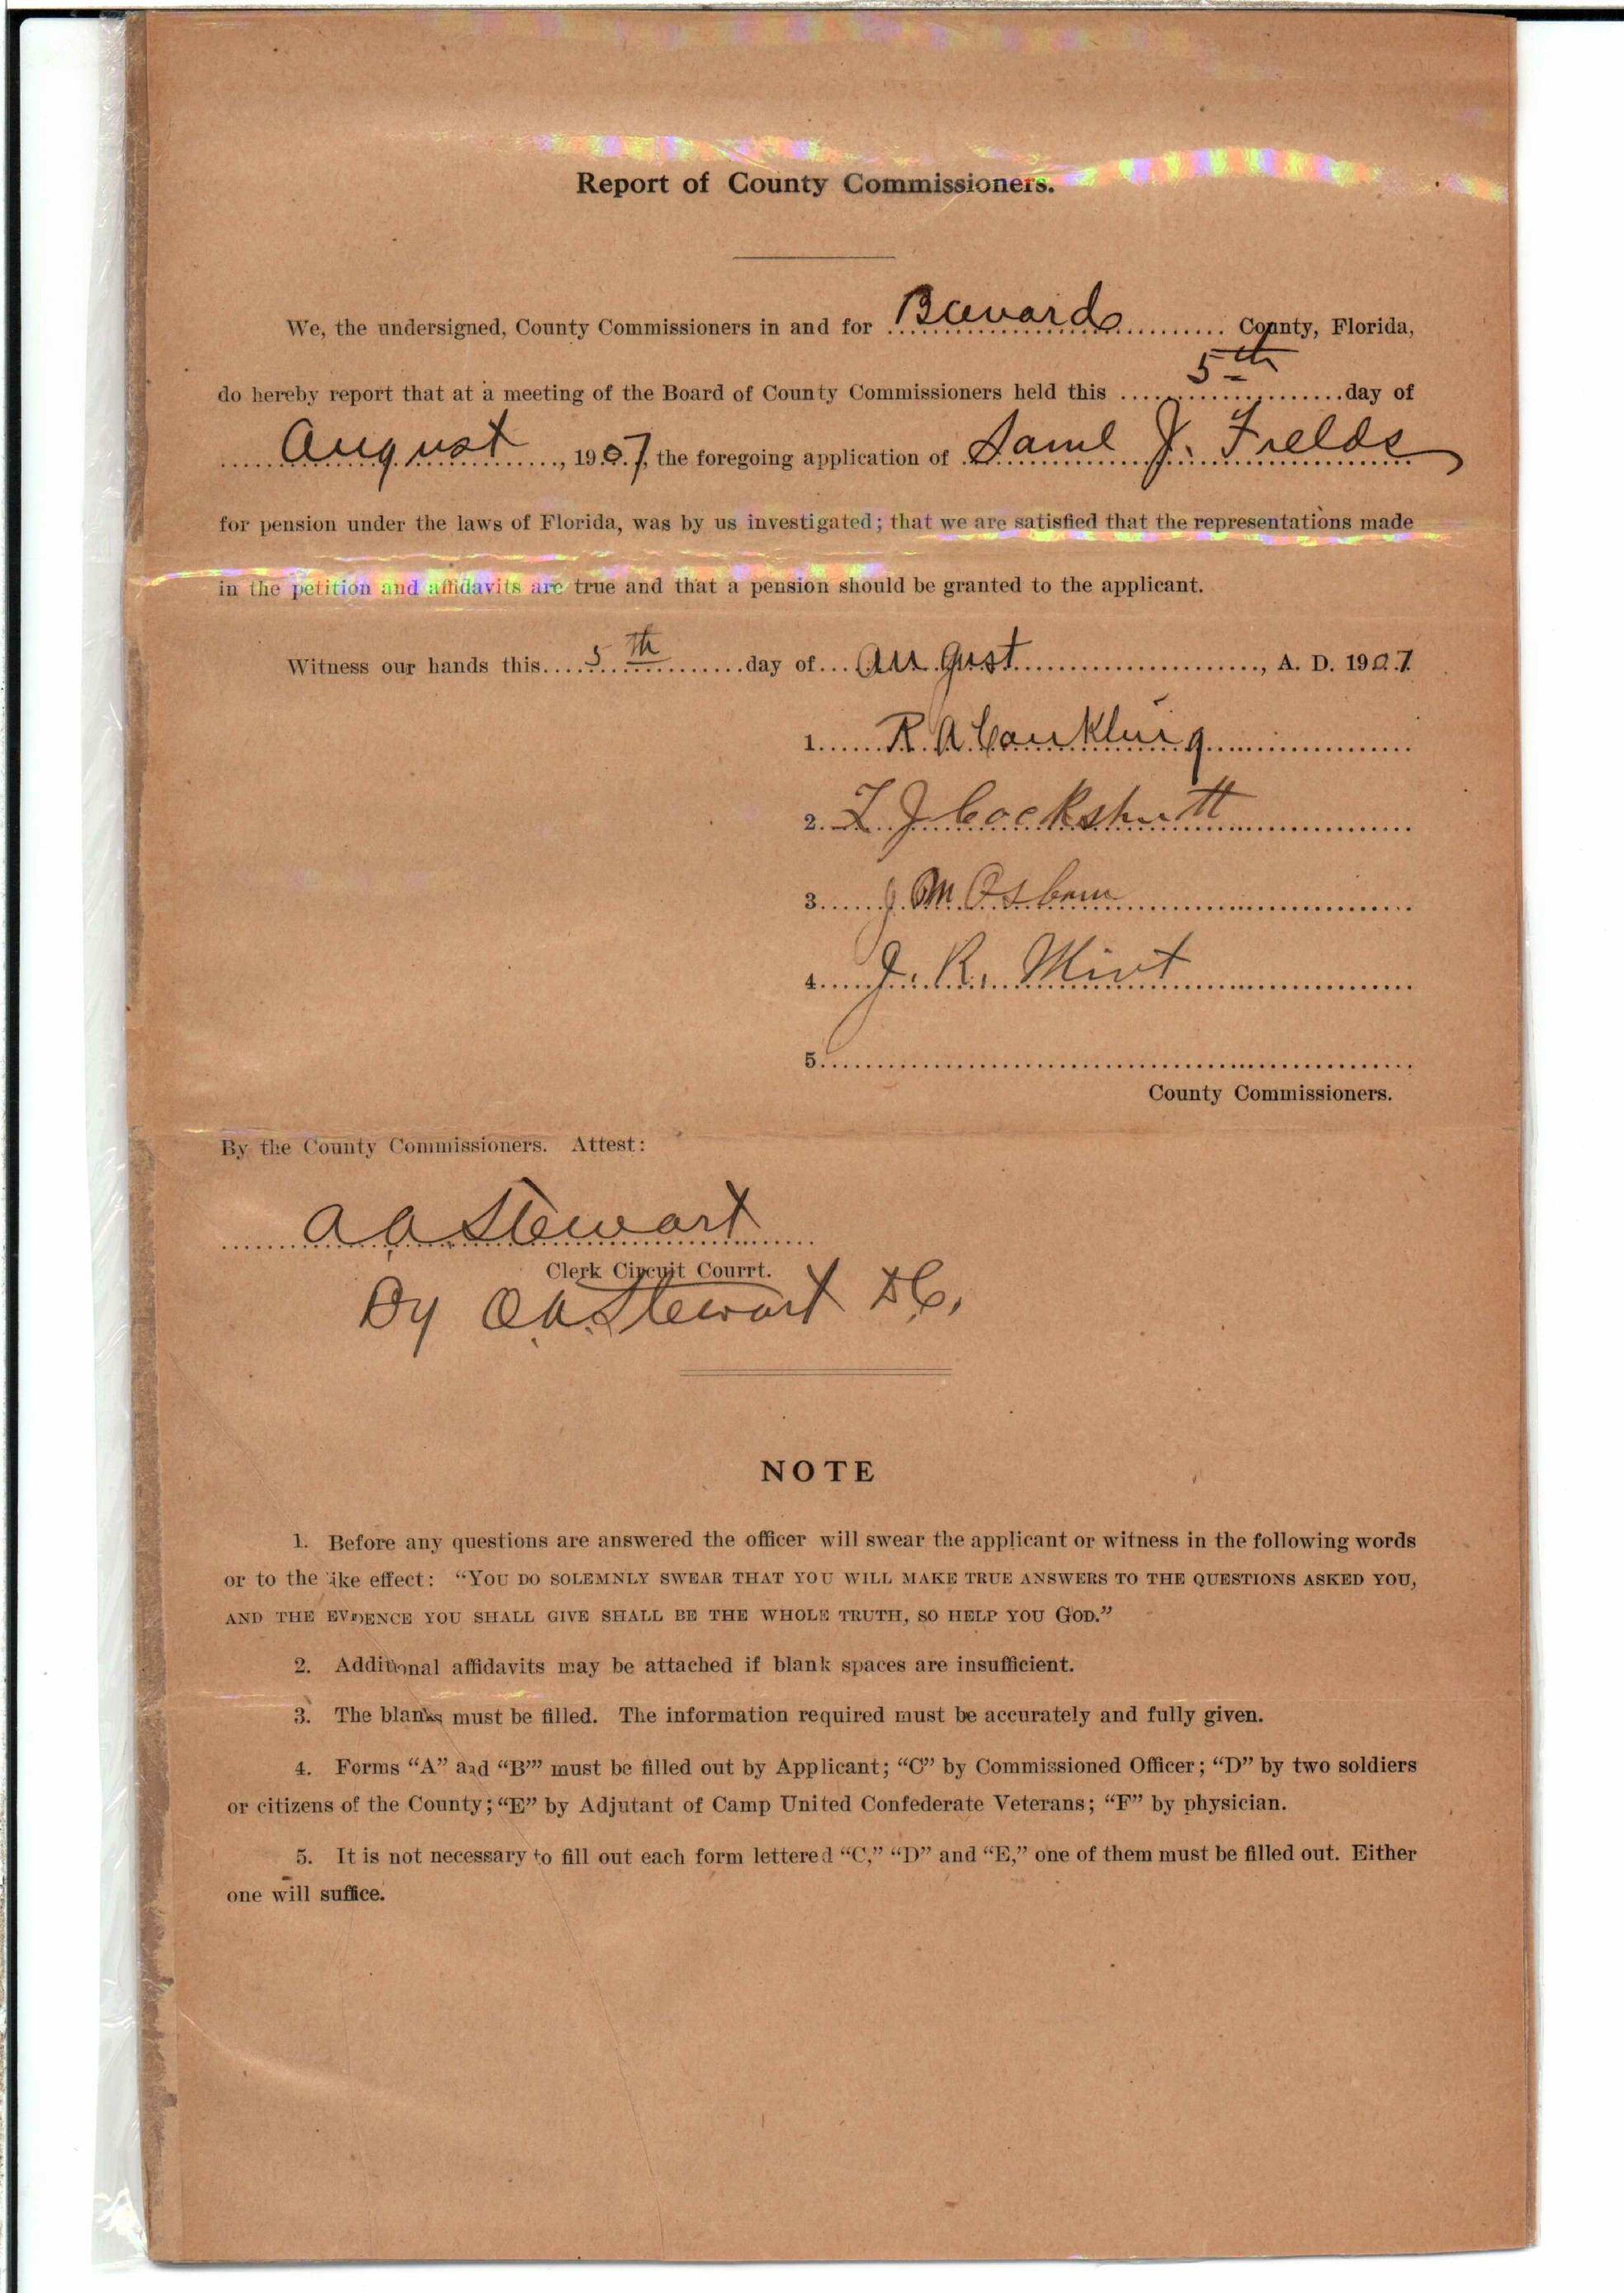 Report of County Commissioners.
We, the undersigned, County Commissioners in and for Brevard County, Florida,
do hereby report that at a meeting of the Board of County Commissioners held this 5th day of
August, 1907, the foregoing application of Saml J. Fields
for pension under the laws of Florida, was by us investigated; that we are satisfied that the representations made
in the petition and affidavits are true and that a pension should be granted to the applicant.
Witness our hands this 5th day of August, A. D. 1907
1. R. A. Conkling
2. L J Cockshutt
3. J. M. Osborn
4. J. R. Mint
5.
County Commissioners.
By the County Commissioners. Attest:
A A Stewart
Clerk Circuit Courrt.
By O A Stewart DC.
NOTE
1. Before any questions are answered the officer will swear the applicant or witness in the following words
or to the like effect: “YOU DO SOLEMNLY SWEAR THAT YOU WILL MAKE TRUE ANSWERS TO THE QUESTIONS ASKED YOU,
AND THE EVIDENCE YOU SHALL GIVE SHALL BE THE WHOLE TRUTH, SO HELP YOU GOD.”
2. Additional affidavits may be attached if blank spaces are insufficient.
3. The blanks must be filled. The information required must be accurately and fully given.
4. Forms “A” and “B”’ must be filled out by Applicant; “C” by Commissioned Officer; “D” by two soldiers
or citizens of the County; “E” by Adjutant of Camp United Confederate Veterans; “F” by physician.
5. It is not necessary to fill out each form lettered “C,” “D” and “E,” one of them must be filled out. Either
one will suffice.